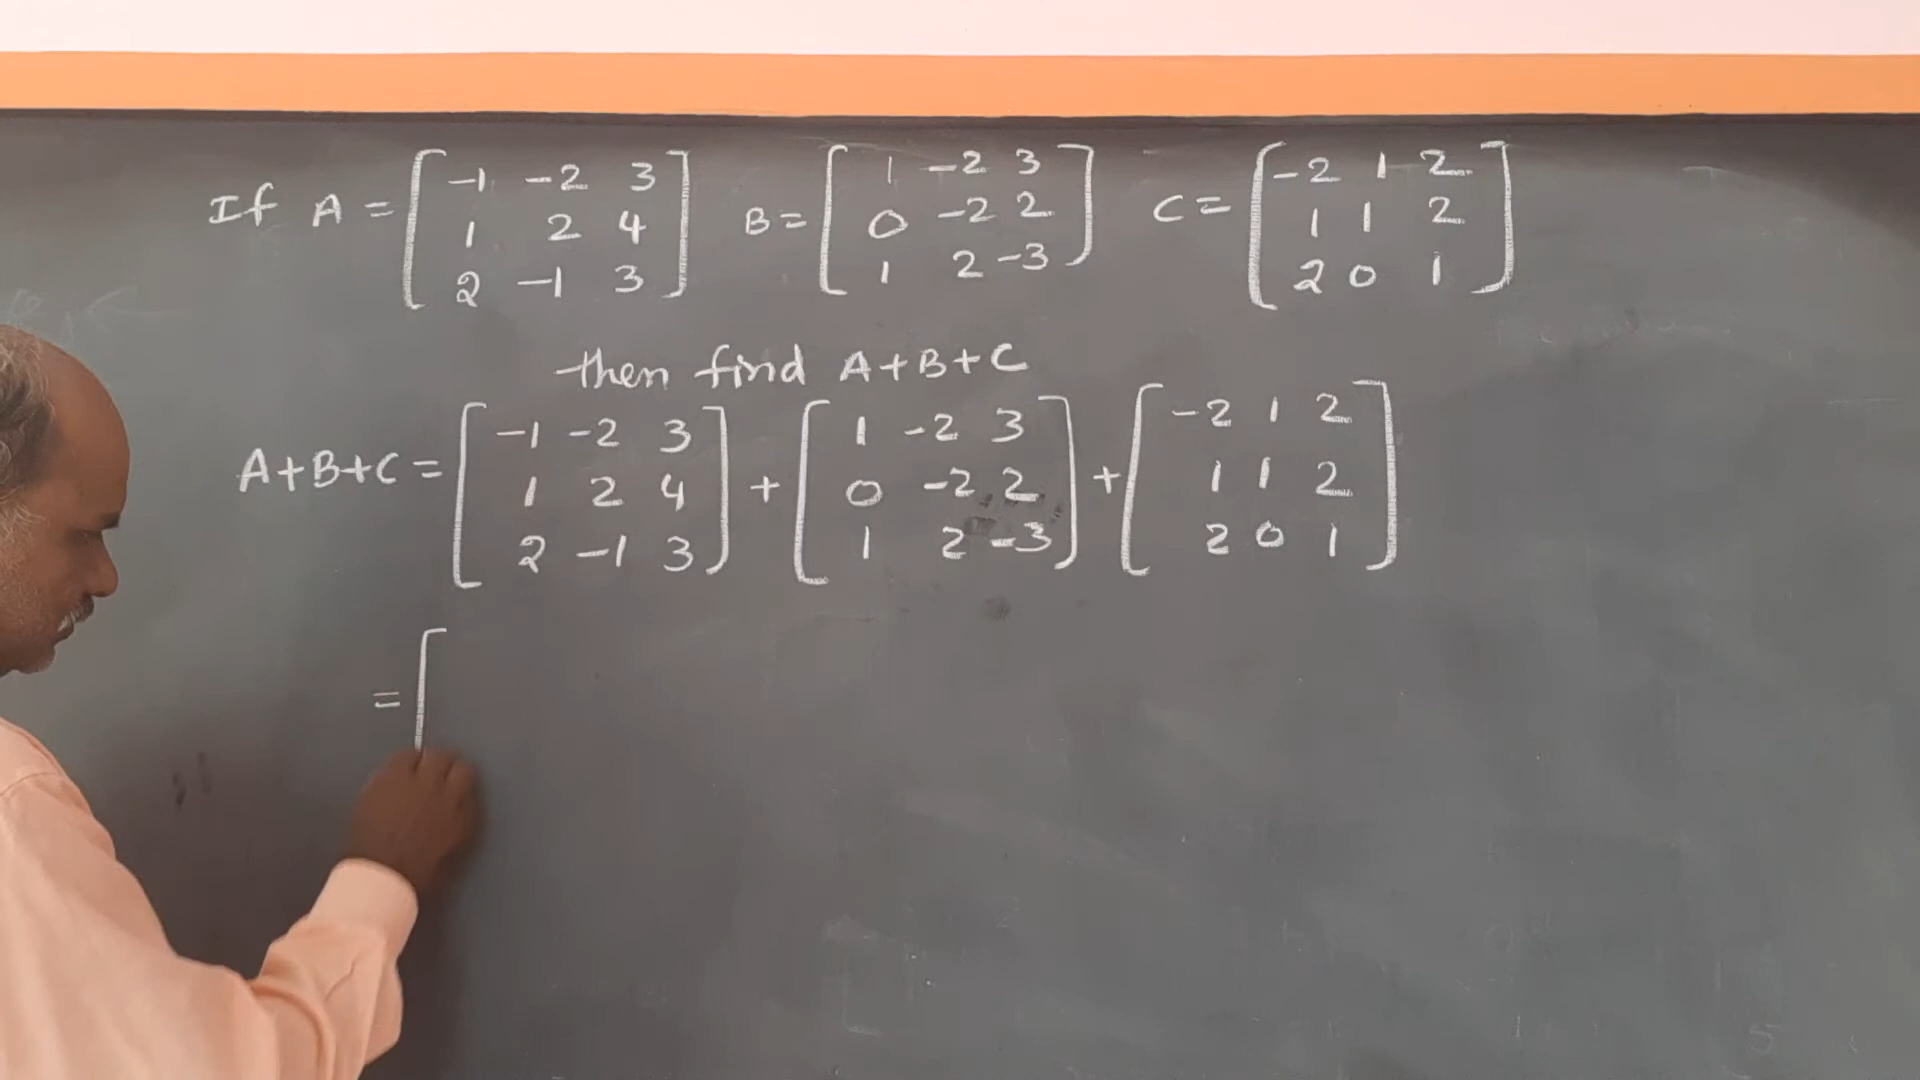 If A = [ -1 -2 3 ] B = [ 1 -2 3 ] C = [ -2 1 2 ]
1 2 4 0 -2 2 1 1 2
2 -1 3 1 2 -3 2 0 1
then find A+B+C
A+B+C = [ -1 -2 3 ] + [ 1 -2 3 ] + [ -2 1 2 ]
1 2 4 0 -2 2 1 1 2
2 -1 3 1 2 -3 2 0 1
= [